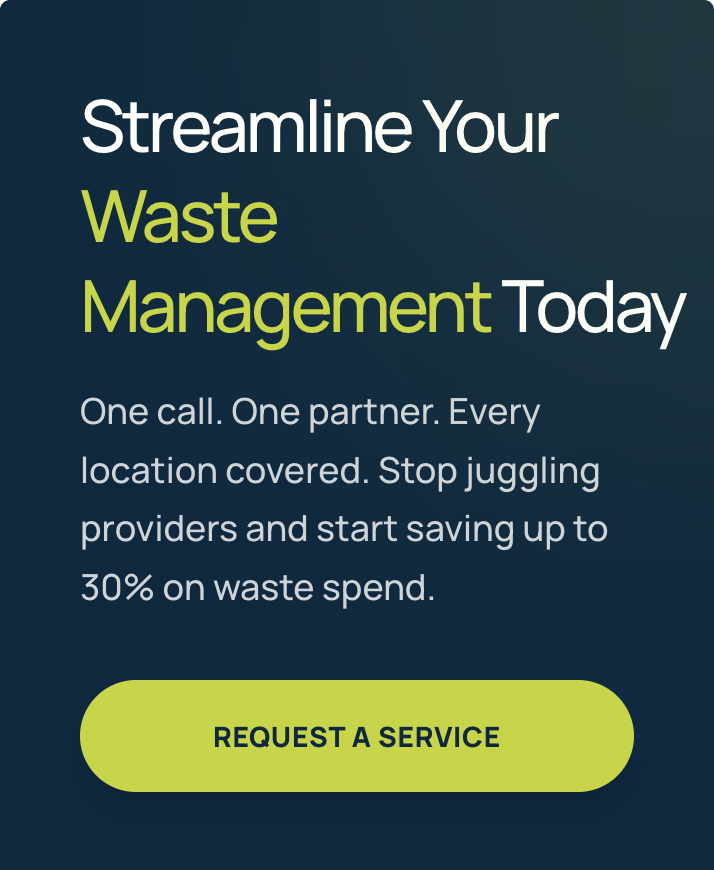 Streamline Your
Waste
Management Today
One call. One partner. Every
location covered. Stop juggling
providers and start saving up to
30% on waste spend.
REQUEST A SERVICE